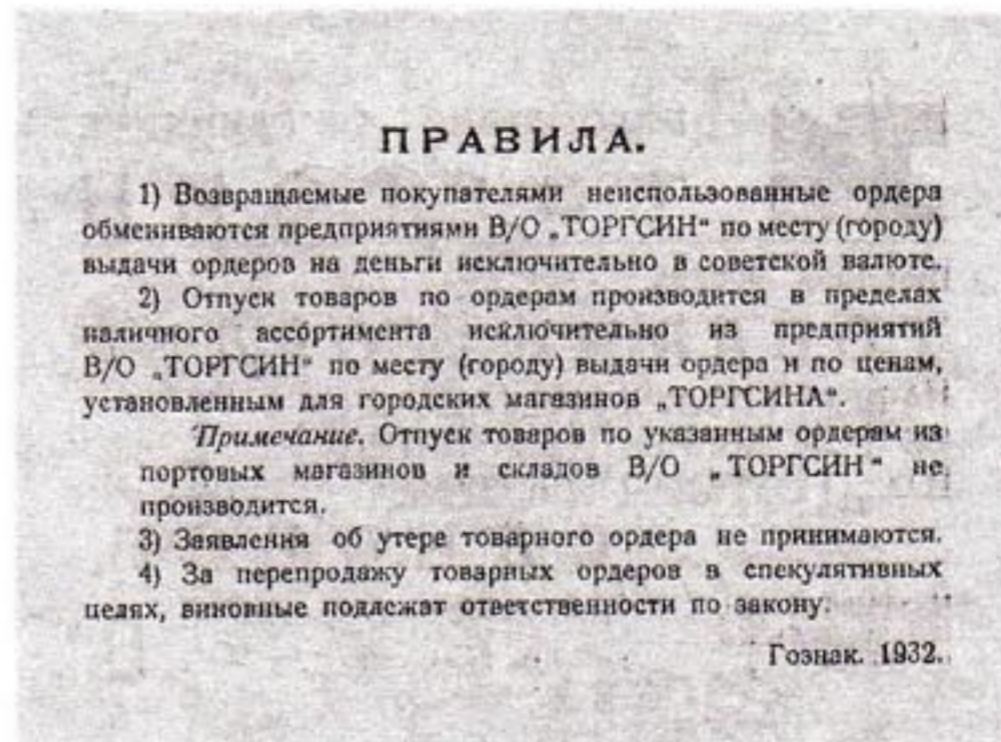 ПРАВИЛА.
1) Возвращаемые покупателями неиспользованные ордера
обмениваются предприятиями В/О „ТОРГСИН“ по месту (городу)
выдачи ордеров на деньги исключительно в советской валюте.
2) Отпуск товаров по ордерам производится в пределах
наличного ассортимента исключительно из предприятий
В/О „ТОРГСИН“ по месту (городу) выдачи ордера и по ценам,
установленным для городских магазинов „ТОРГСИНА“.
Примечание. Отпуск товаров по указанным ордерам из
портовых магазинов и складов В/О „ТОРГСИН“ не
производится.
3) Заявления об утере товарного ордера не принимаются.
4) За перепродажу товарных ордеров в спекулятивных
целях, виновные подлежат ответственности по закону.
Гознак. 1932.